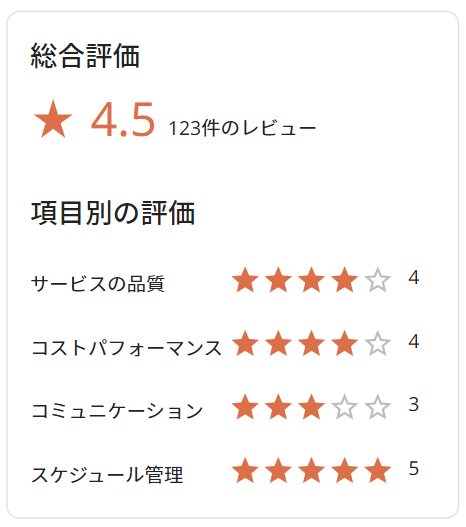 総合評価
★ 4.5 123件のレビュー
項目別の評価
サービスの品質 ★★★★☆ 4
コストパフォーマンス ★★★★☆ 4
コミュニケーション ★★★☆☆ 3
スケジュール管理 ★★★★★ 5